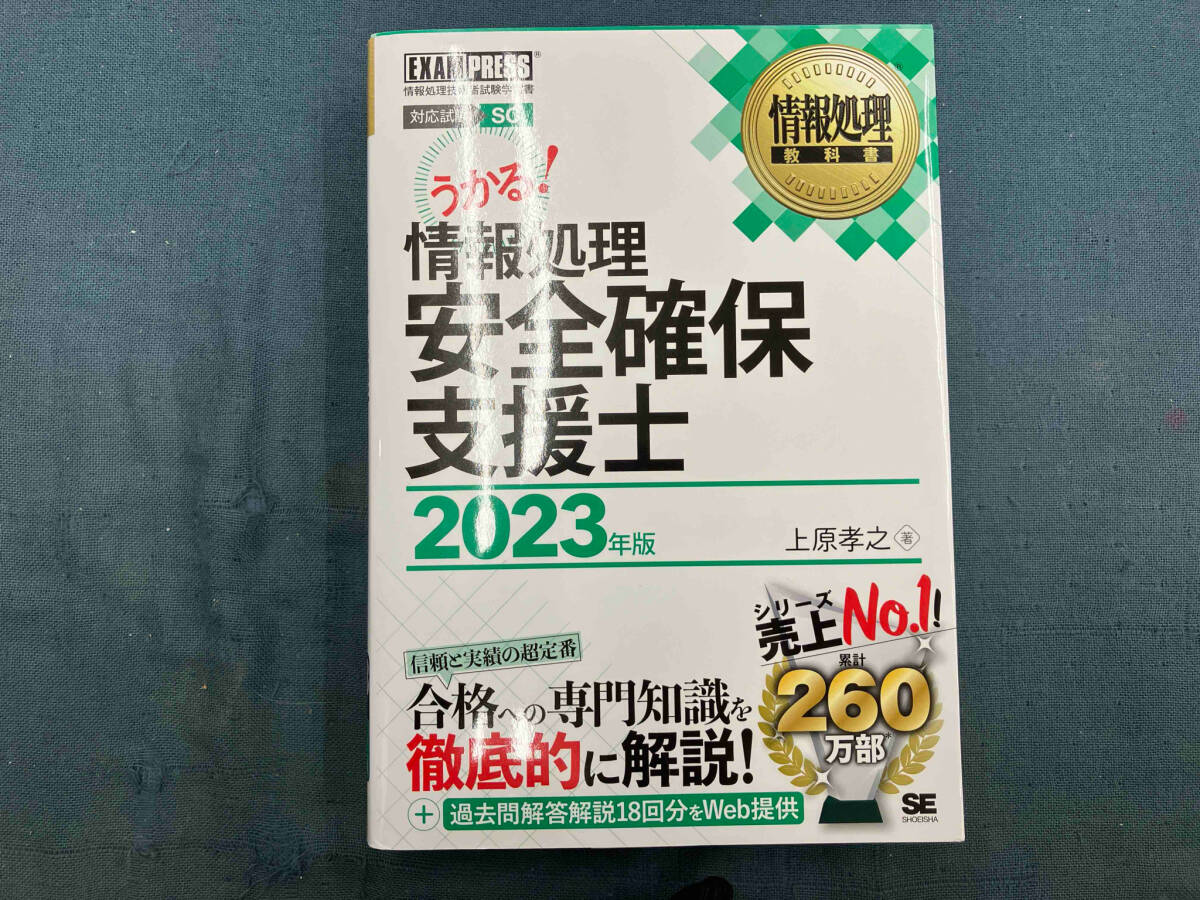 EXAMPRESS®
情報処理技術者試験学習書
対応試験 SC
情報処理®
教科書
うかる!
情報処理
安全確保
支援士
2023年版
上原孝之 著
シリーズ
売上No.1!
累計
260
万部*
信頼と実績の超定番
合格への専門知識を
徹底的に解説!
+ 過去問解答解説18回分をWeb提供
SE
SHOEISHA